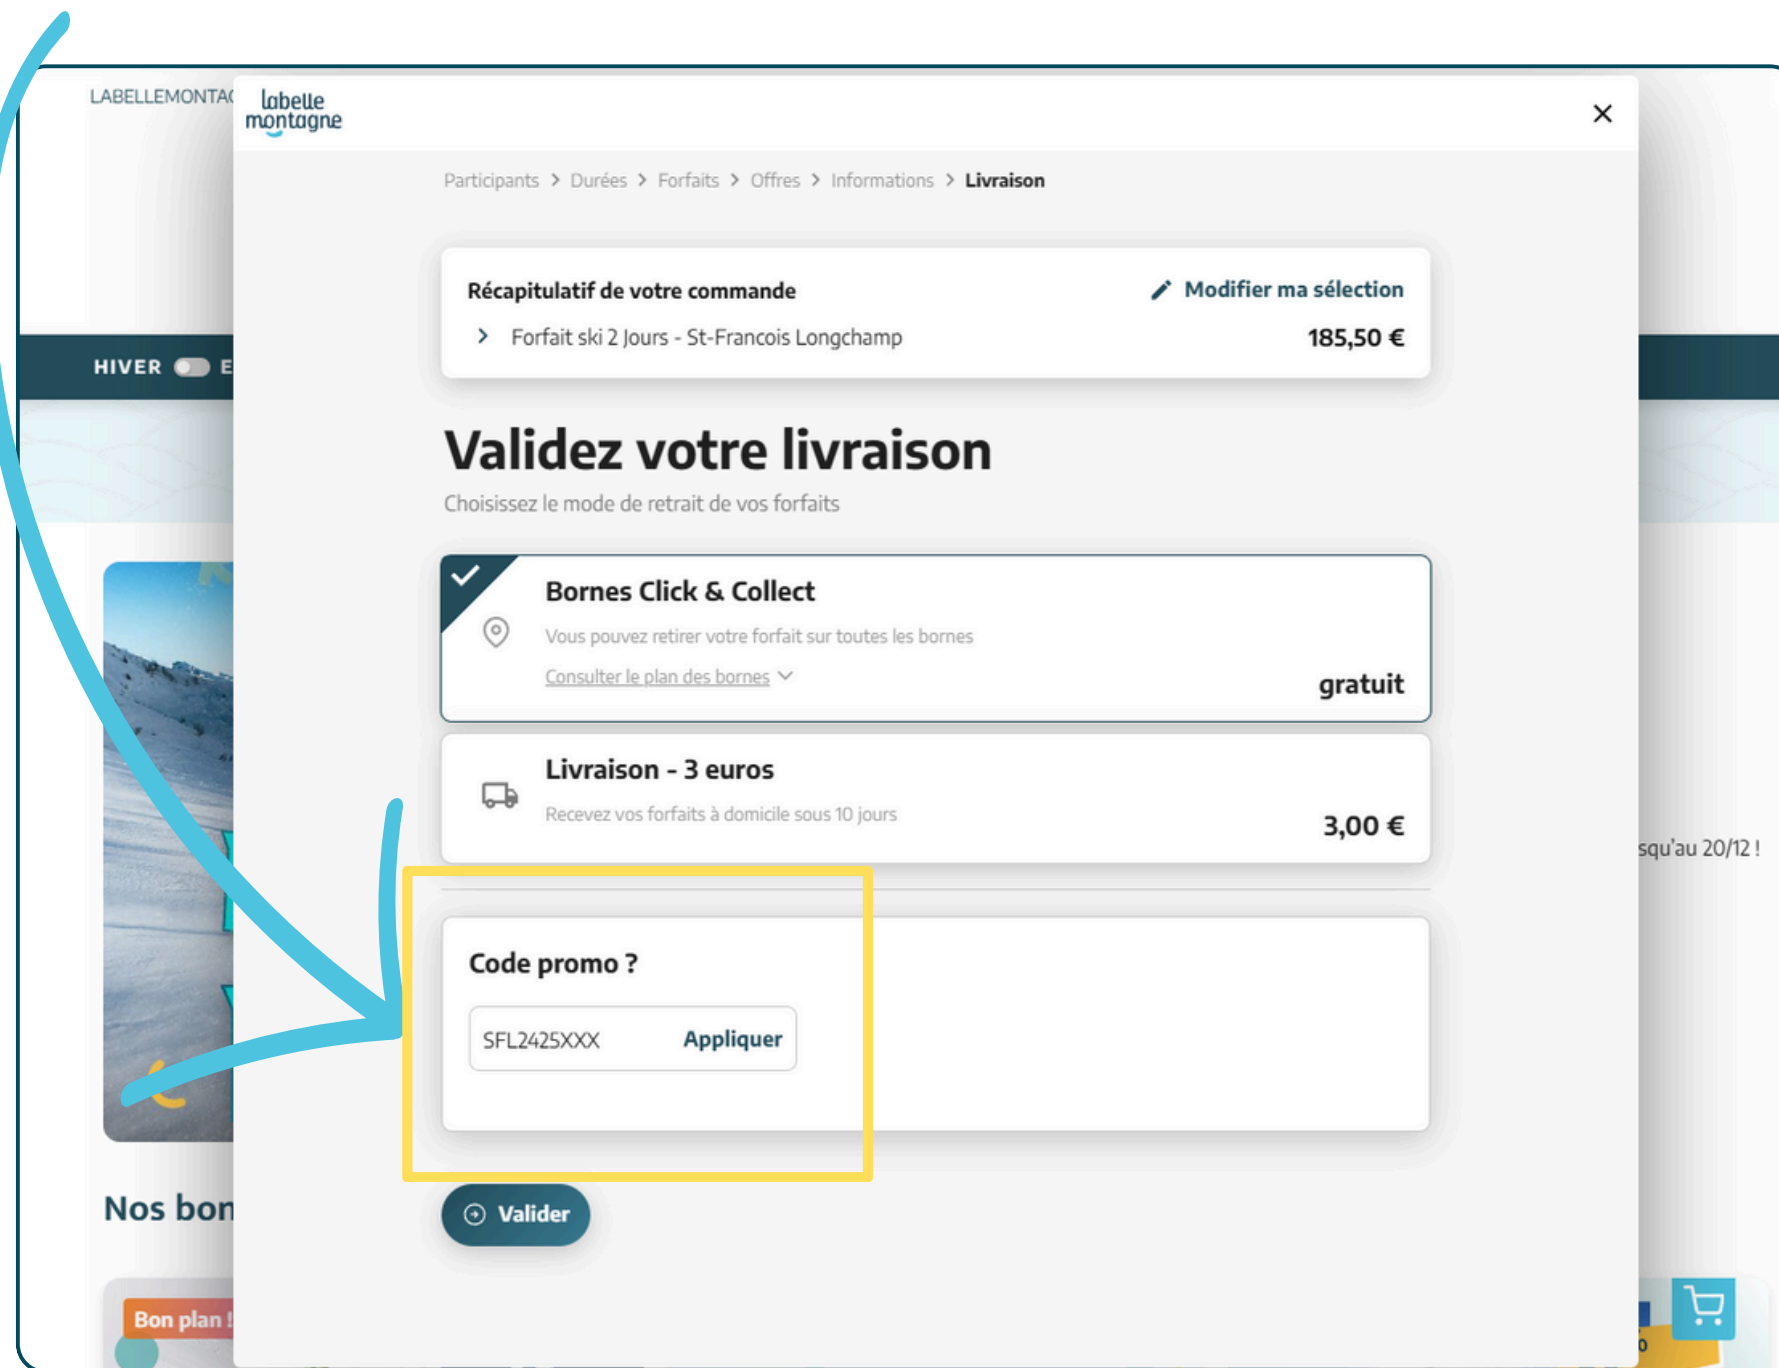 LABELLEMONTAG
labelle
montagne
Participants > Durées > Forfaits > Offres > Informations > Livraison
Récapitulatif de votre commande
Modifier ma sélection
Forfait ski 2 Jours - St-Francois Longchamp
185,50 €
HIVER
E
Validez votre livraison
Choisissez le mode de retrait de vos forfaits
Bornes Click & Collect
Vous pouvez retirer votre forfait sur toutes les bornes
Consulter le plan des bornes
gratuit
Livraison - 3 euros
Recevez vos forfaits à domicile sous 10 jours
3,00 €
squ'au 20/12 !
Code promo ?
SFL2425XXX
Appliquer
Nos bon
Valider
Bon plan !